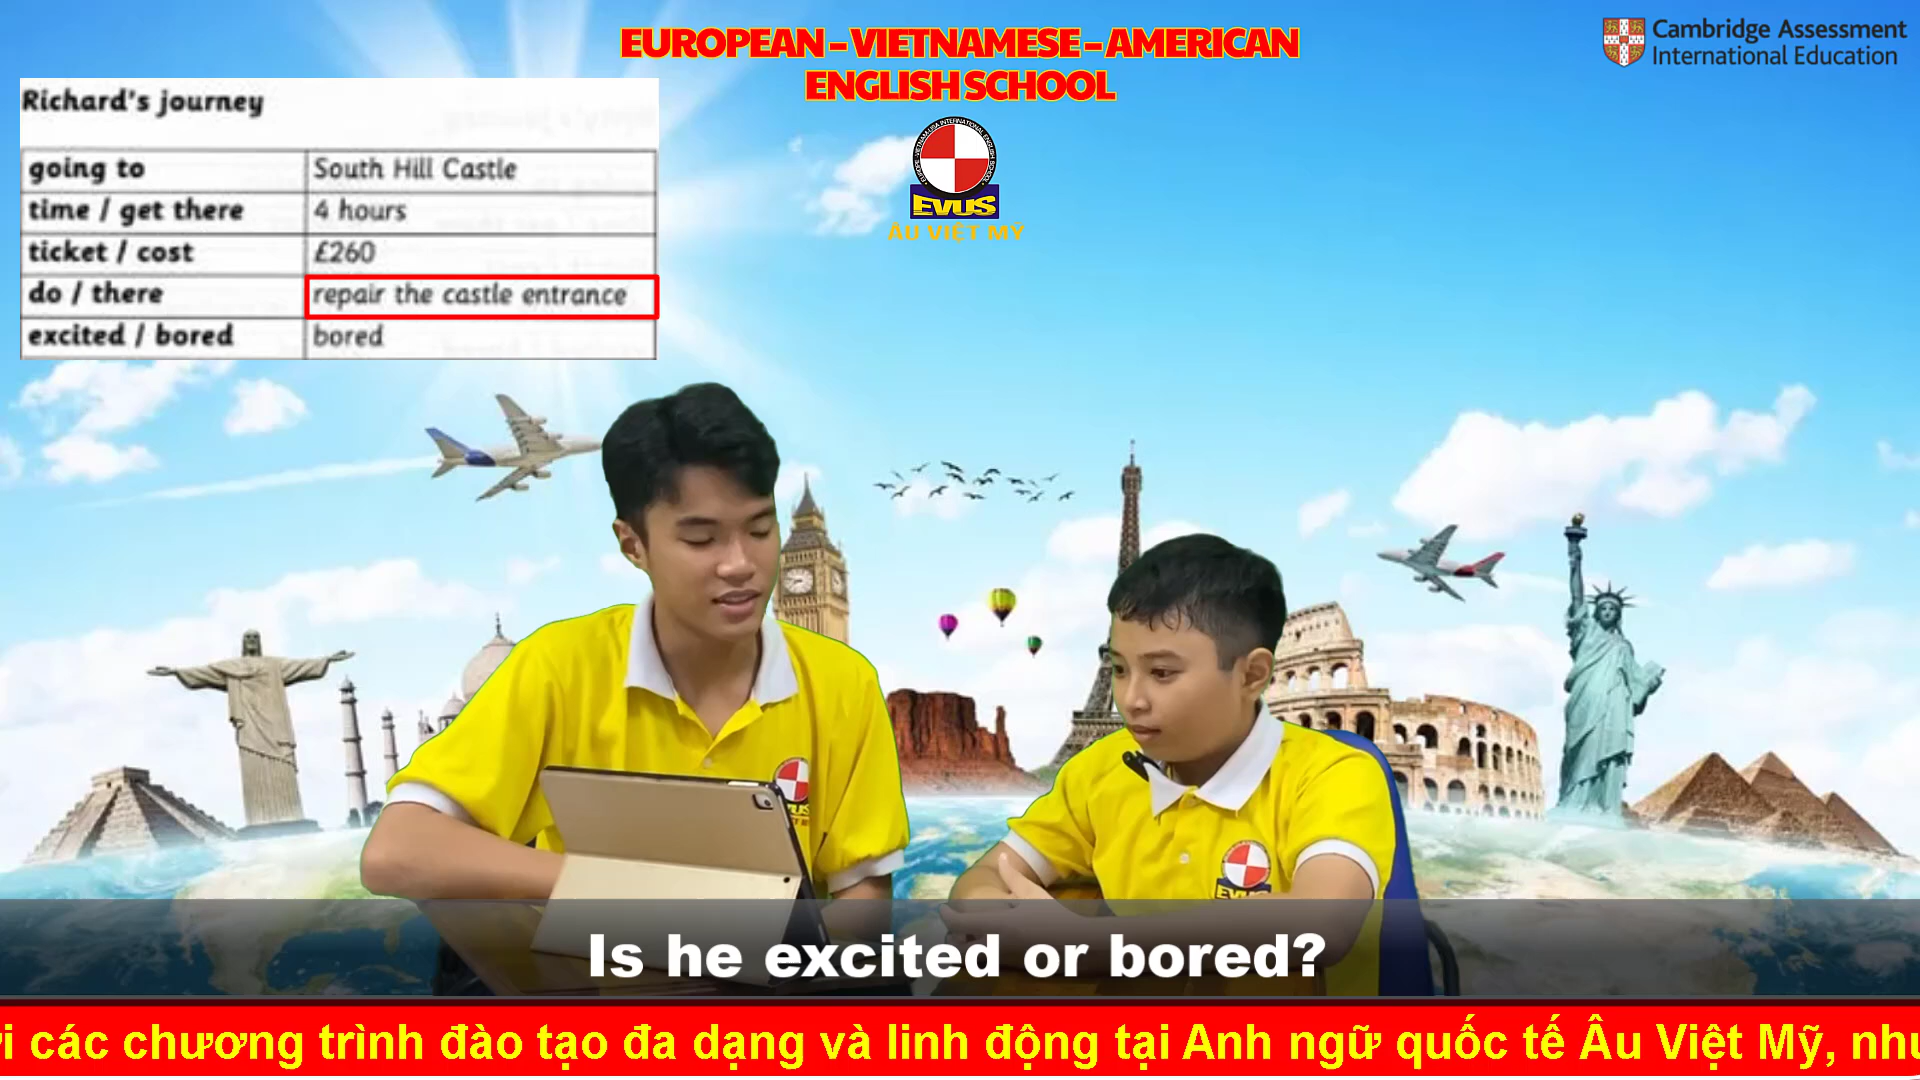 EUROPEAN - VIETNAMESE - AMERICAN
ENGLISH SCHOOL
Cambridge Assessment
International Education
EVUS
ÂU VIỆT MỸ
Richard's journey
going to South Hill Castle
time / get there 4 hours
ticket / cost £260
do / there repair the castle entrance
excited / bored bored
EVUS
Is he excited or bored?
các chương trình đào tạo đa dạng và linh động tại Anh ngữ quốc tế Âu Việt Mỹ,